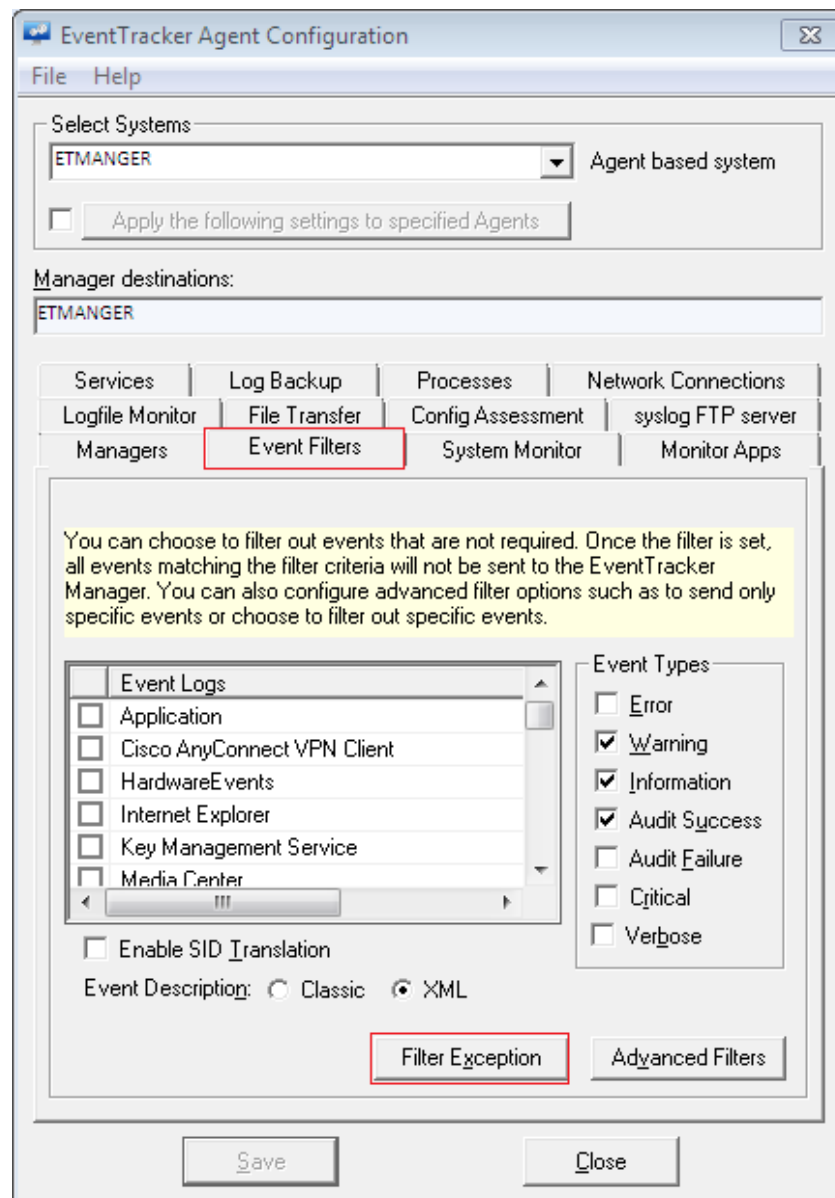 EventTracker Agent Configuration
File Help
Select Systems
ETMANGER
Agent based system
Apply the following settings to specified Agents
Manager destinations:
ETMANGER
Services Log Backup Processes Network Connections
Logfile Monitor File Transfer Config Assessment syslog FTP server
Managers Event Filters System Monitor Monitor Apps
You can choose to filter out events that are not required. Once the filter is set,
all events matching the filter criteria will not be sent to the EventTracker
Manager. You can also configure advanced filter options such as to send only
specific events or choose to filter out specific events.
Event Logs
Application
Cisco AnyConnect VPN Client
HardwareEvents
Internet Explorer
Key Management Service
Media Center
Event Types
Error
Warning
Information
Audit Success
Audit Failure
Critical
Verbose
Enable SID Translation
Event Description: Classic XML
Filter Exception Advanced Filters
Save Close